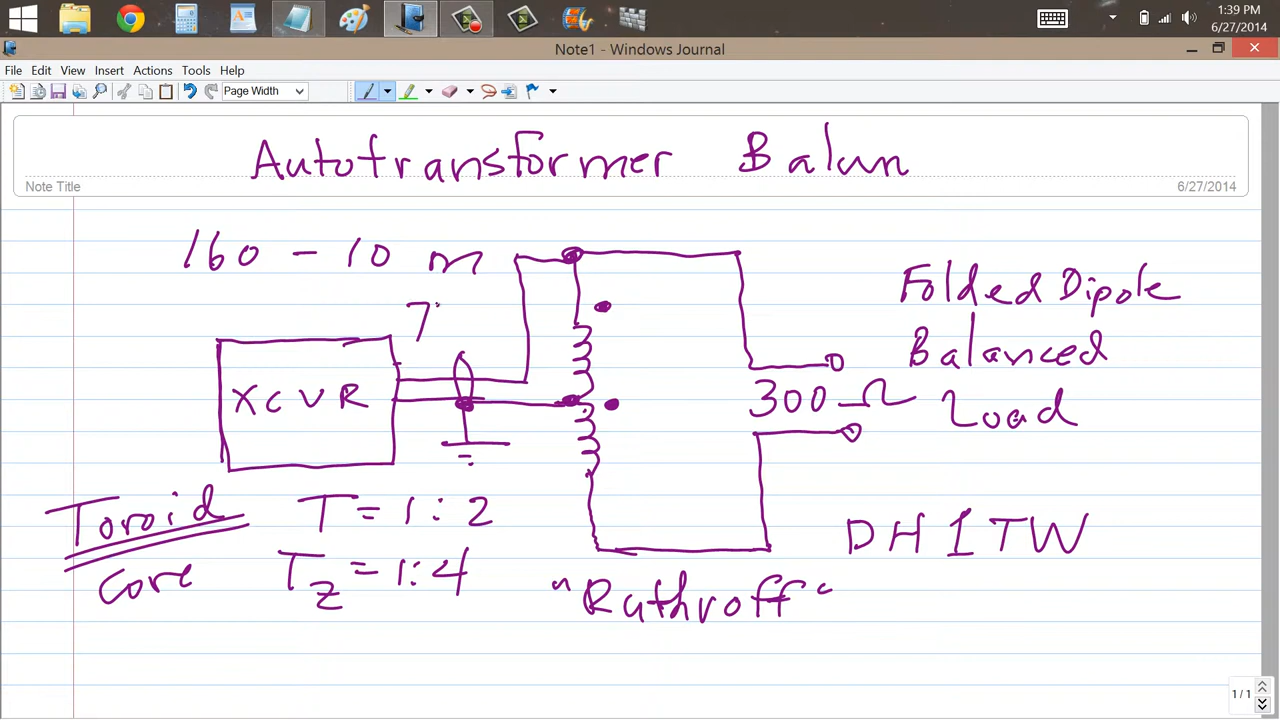 1:39 PM
6/27/2014
Note1 - Windows Journal
File Edit View Insert Actions Tools Help
Page Width
Autotransformer Balun
Note Title
6/27/2014
160 - 10 m
7
Folded Dipole
Balanced
Load
XCVR
300 Ω
Toroid
Core
T = 1:2
TZ = 1:4
DH1TW
"Ruthroff"
1/1